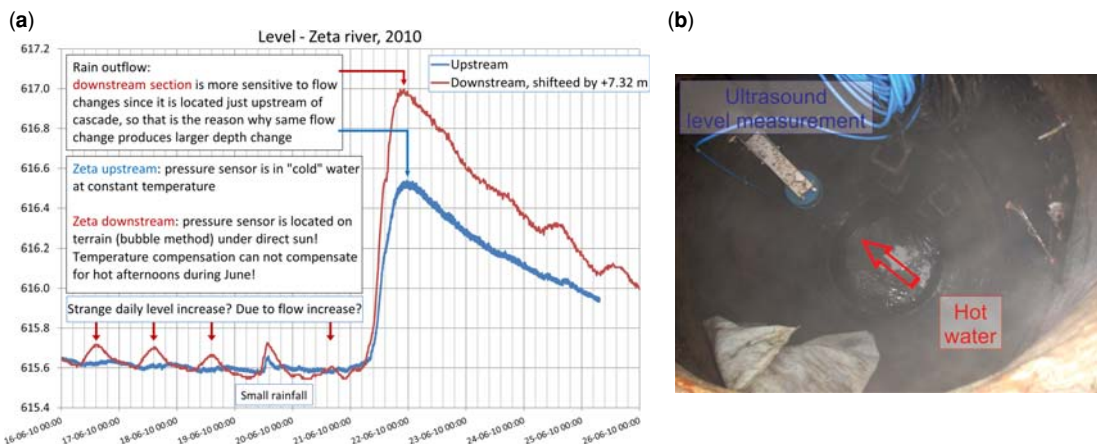 (a)
(b)
Level - Zeta river, 2010
617.2
617.0
616.8
616.6
616.4
616.2
616.0
615.8
615.6
615.4
Upstream
Downstream, shifteed by +7.32 m
Rain outflow:
downstream section is more sensitive to flow
changes since it is located just upstream of
cascade, so that is the reason why same flow
change produces larger depth change
Zeta upstream: pressure sensor is in "cold" water
at constant temperature
Zeta downstream: pressure sensor is located on
terrain (bubble method) under direct sun!
Temperature compensation can not compensate
for hot afternoons during June!
Strange daily level increase? Due to flow increase?
Small rainfall
16-06-10 00:00
17-06-10 00:00
18-06-10 00:00
19-06-10 00:00
20-06-10 00:00
21-06-10 00:00
22-06-10 00:00
23-06-10 00:00
24-06-10 00:00
25-06-10 00:00
26-06-10 00:00
Ultrasound
level measurement
Hot
water